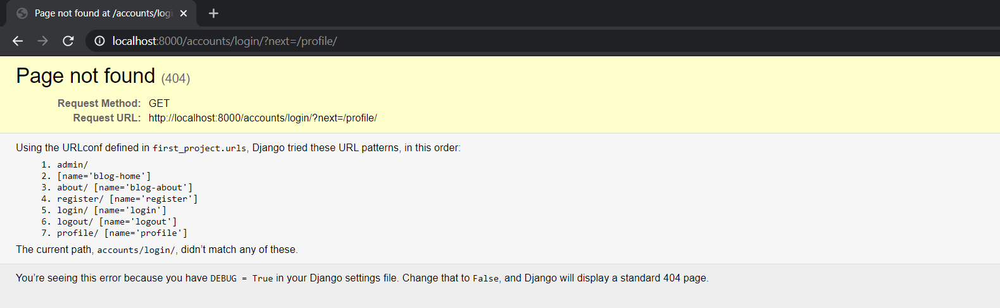 Page not found at /accounts/logi
localhost:8000/accounts/login/?next=/profile/
Page not found (404)
Request Method: GET
Request URL: http://localhost:8000/accounts/login/?next=/profile/
Using the URLconf defined in first_project.urls, Django tried these URL patterns, in this order:
1. admin/
2. [name='blog-home']
3. about/ [name='blog-about']
4. register/ [name='register']
5. login/ [name='login']
6. logout/ [name='logout']
7. profile/ [name='profile']
The current path, accounts/login/, didn’t match any of these.
You’re seeing this error because you have DEBUG = True in your Django settings file. Change that to False, and Django will display a standard 404 page.